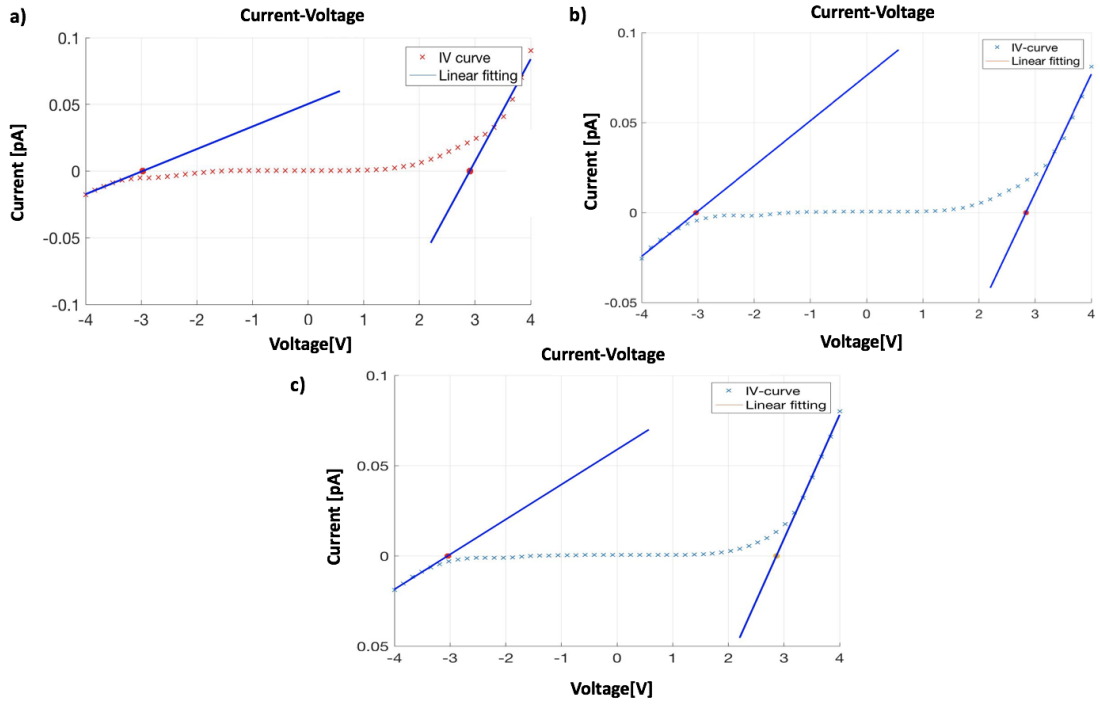 a)
Current-Voltage
IV curve
Linear fitting
0.1
0.05
0
-0.05
-0.1
Current [pA]
-4 -3 -2 -1 0 1 2 3 4
Voltage[V]
b)
Current-Voltage
IV-curve
Linear fitting
0.1
0.05
0
-0.05
Current [pA]
-4 -3 -2 -1 0 1 2 3 4
Voltage[V]
c)
Current-Voltage
IV-curve
Linear fitting
0.1
0.05
0
0.05
Current [pA]
-4 -3 -2 -1 0 1 2 3 4
Voltage[V]